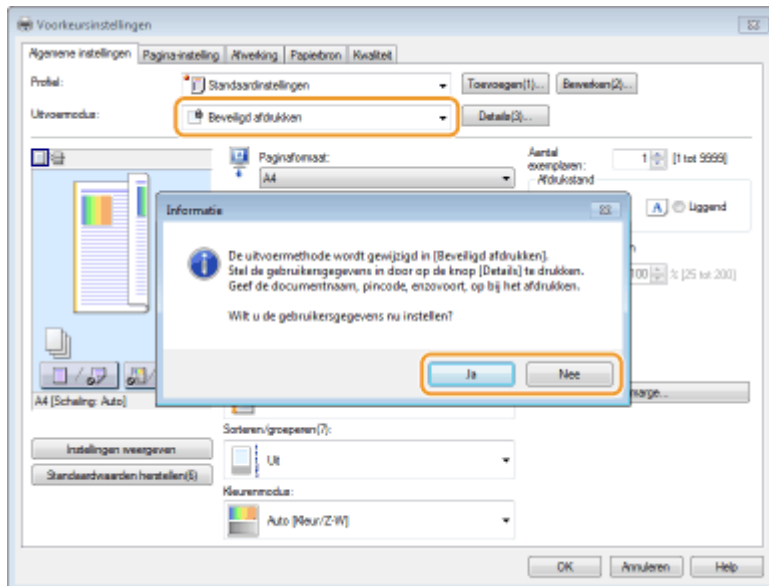 Voorkeursinstellingen
Algemene instellingen Pagina-instelling Afwerking Papierbron Kwaliteit
Profiel: Standaardinstellingen Toevoegen(1)... Bewerken(2)...
Uitvoermodus: Beveiligd afdrukken Details(3)...
Paginaformaat:
A4
Aantal
exemplaren: 1 [1 tot 9999]
Afdrukstand
A Liggend
Informatie
De uitvoermethode wordt gewijzigd in [Beveiligd afdrukken].
Stel de gebruikersgegevens in door op de knop [Details] te drukken.
Geef de documentnaam, pincode, enzovoort, op bij het afdrukken.
Wilt u de gebruikersgegevens nu instellen?
Ja Nee
100 % [25 tot 200]
marge...
A4 [Schaling: Auto]
Sorteren/groeperen(7):
Instellingen weergeven
Uit
Standaardwaarden herstellen(6)
Kleurenmodus:
Auto [Kleur/Z-W]
OK Annuleren Help